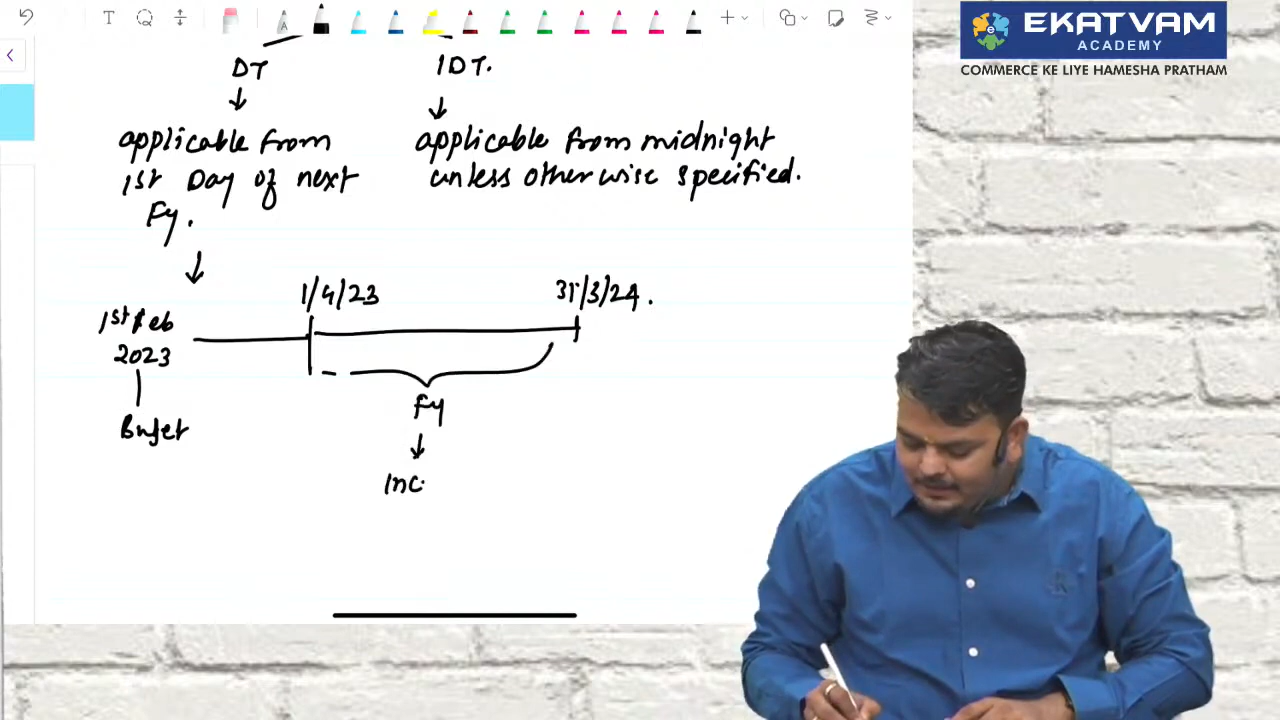 EKATVAM
ACADEMY
COMMERCE KE LIYE HAMESHA PRATHAM
DT
IDT.
applicable from
1st Day of next
Fy.
applicable from midnight
unless otherwise specified.
1/4/23
31/3/24.
1st Feb
2023
Bujet
Fy
Inc